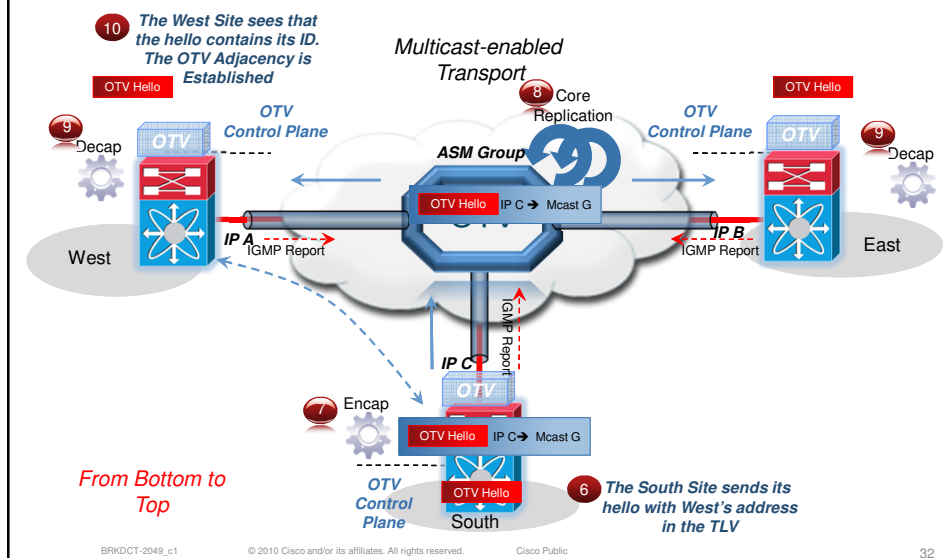 10
The West Site sees that
the hello contains its ID.
The OTV Adjacency is
Established
Multicast-enabled
Transport
OTV Hello
OTV Hello
8
Core
Replication
OTV
Control Plane
OTV
Control Plane
9
Decap
OTV
ASM Group
OTV
9
Decap
OTV Hello
IP C ➔ Mcast G
OTV
West
IP A
IGMP Report
IP B
IGMP Report
East
IGMP Report
IP C
OTV
7
Encap
OTV Hello
IP C➔ Mcast G
From Bottom to
Top
OTV
Control
Plane
OTV Hello
South
6
The South Site sends its
hello with West's address
in the TLV
BRKDCT-2049_c1
© 2010 Cisco and/or its affiliates. All rights reserved.
Cisco Public
32